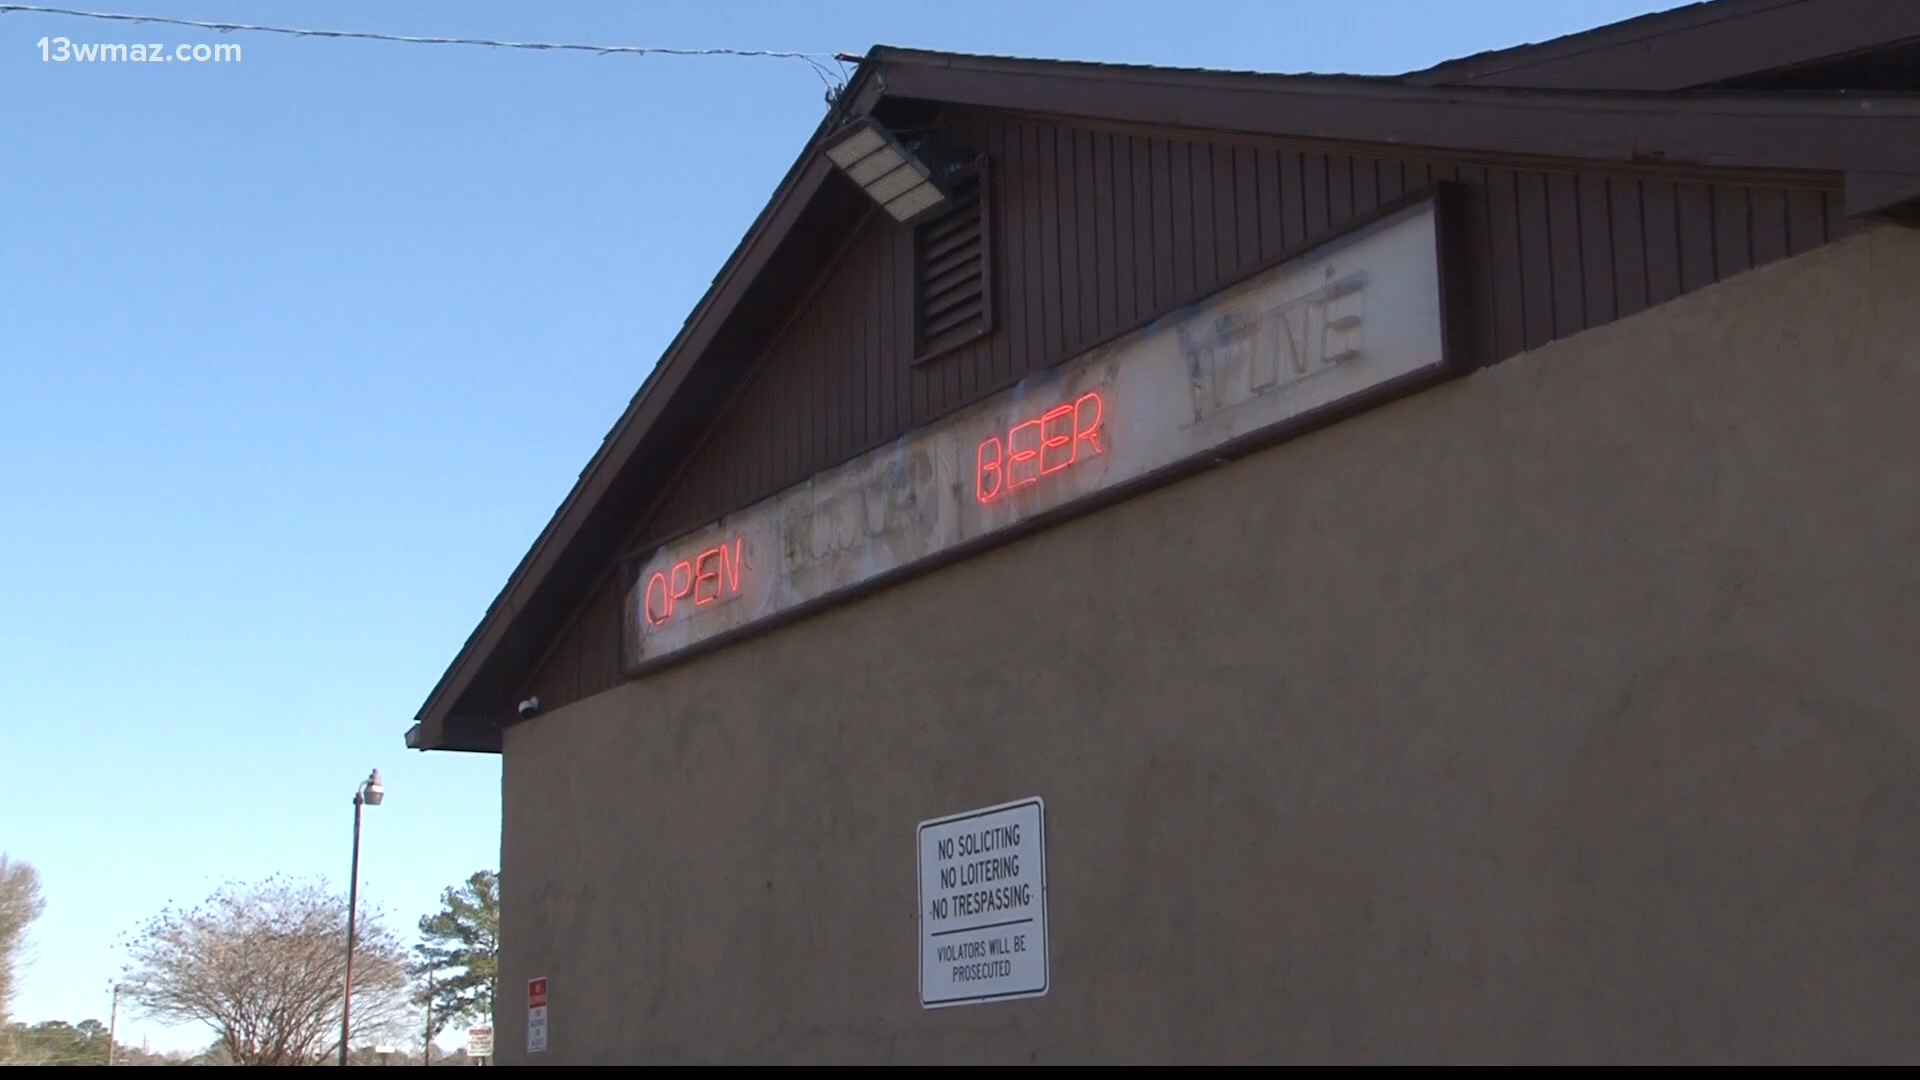 13wmaz.com
OPEN BEER WINE
NO SOLICITING
NO LOITERING
NO TRESPASSING
VIOLATORS WILL BE
PROSECUTED